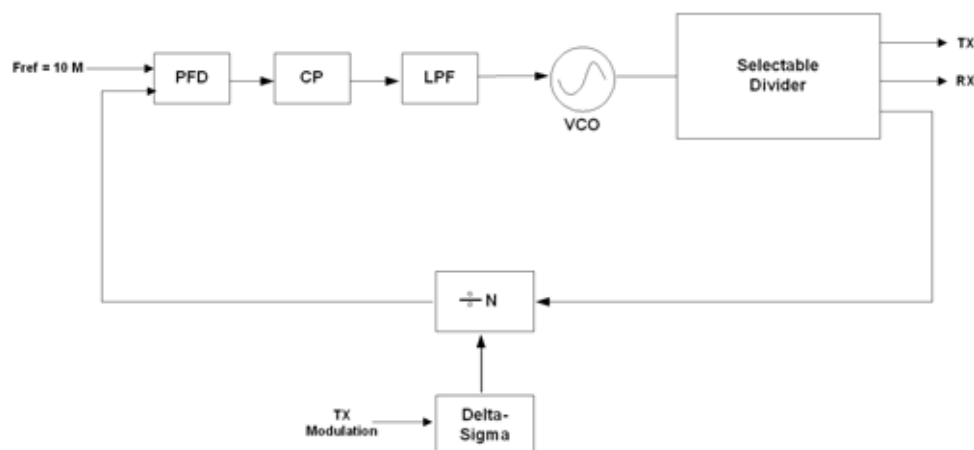 Fref = 10 M
PFD
CP
LPF
VCO
Selectable
Divider
TX
RX
÷ N
TX
Modulation
Delta-
Sigma